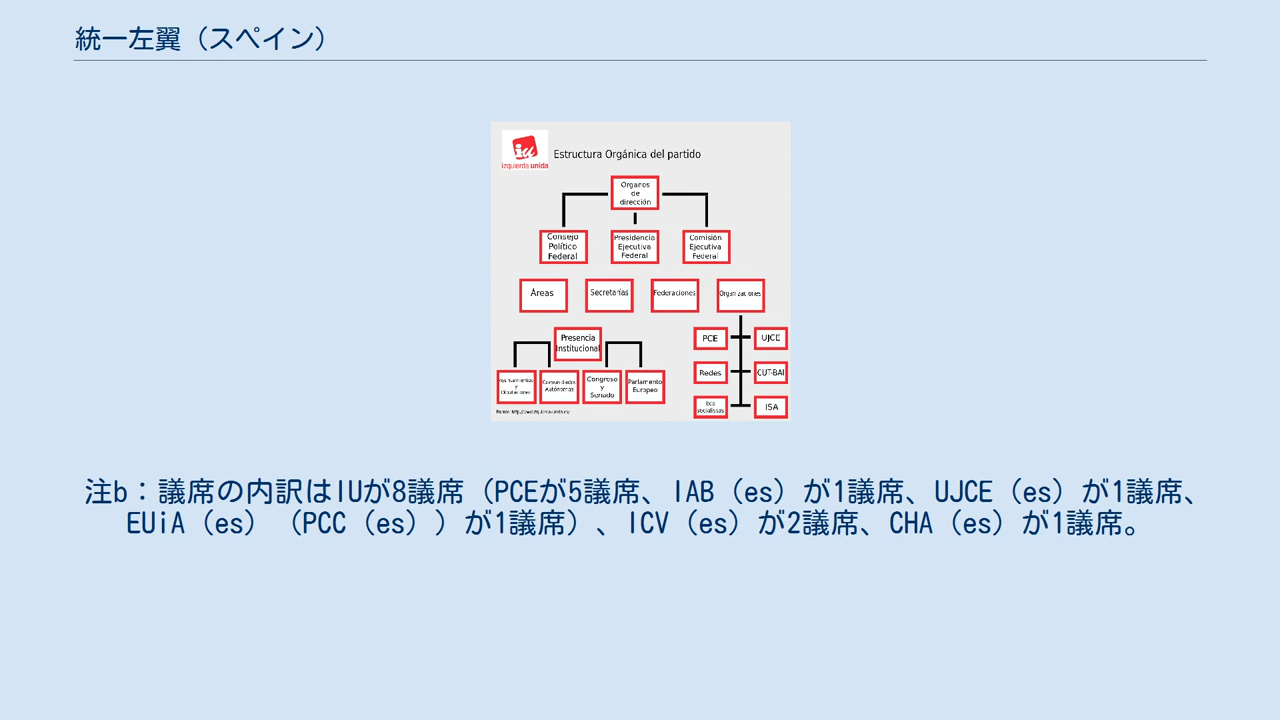 統一左翼（スペイン）
izquierda unida
Estructura Orgánica del partido
Organos
de
dirección
Consejo
Político
Federal
Presidencia
Ejecutiva
Federal
Comisión
Ejecutiva
Federal
Áreas
Secretarías
Federaciones
Organizaciones
Presencia
Institucional
PCE
UJCE
Redes
CUT-BAI
Comunidades
Autónomas
Congreso
y
Senado
Parlamento
Europeo
socialistas
ISA
注b：議席の内訳はIUが8議席（PCEが5議席、IAB（es）が1議席、UJCE（es）が1議席、
EUiA（es）（PCC（es））が1議席）、ICV（es）が2議席、CHA（es）が1議席。